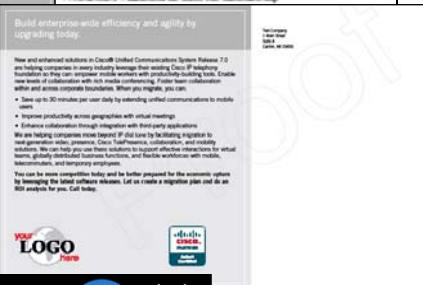 Build enterprise-wide efficiency and agility by
upgrading today.
New and enhanced solutions in Cisco® Unified Communications System Release 7.0
are helping companies in every industry leverage their existing Cisco IP telephony
foundation so they can empower mobile workers with productivity-building tools. Enable
new levels of collaboration with rich media conferencing. Foster team collaboration
within and across corporate boundaries. When you migrate, you can:
• Save up to 30 minutes per user daily by extending unified communications to mobile
users
• Improve productivity across geographies with virtual meetings
• Enhance collaboration through integration with third-party applications
We are helping companies move beyond IP dial tone by facilitating migration to
next-generation video, presence, Cisco TelePresence, collaboration, and mobility
solutions. We can help you use these solutions to support effective interactions for virtual
teams, globally distributed business functions, and flexible workforces with mobile,
telecommuters, and temporary employees.
You can be more competitive today and be better prepared for the economic upturn
by leveraging the latest software releases. Let us create a migration plan and do an
ROI analysis for you. Call today.
your
LOGO
here
CISCO
PARTNER
Test Company
Proof